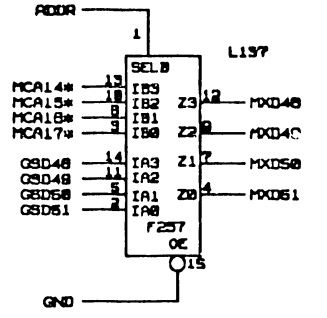 ADDR
1
SEL0
MCA14* 13 IB3
MCA15* 10 IB2 Z3 12 MXD48
MCA16* 6 IB1
MCA17* 3 IB0 Z2 9 MXD49
GSD48 14 IA3 Z1 7 MXD50
GSD49 11 IA2
GSD50 5 IA1 Z0 4 MXD51
GSD51 2 IA0
F257
OE
15
GND